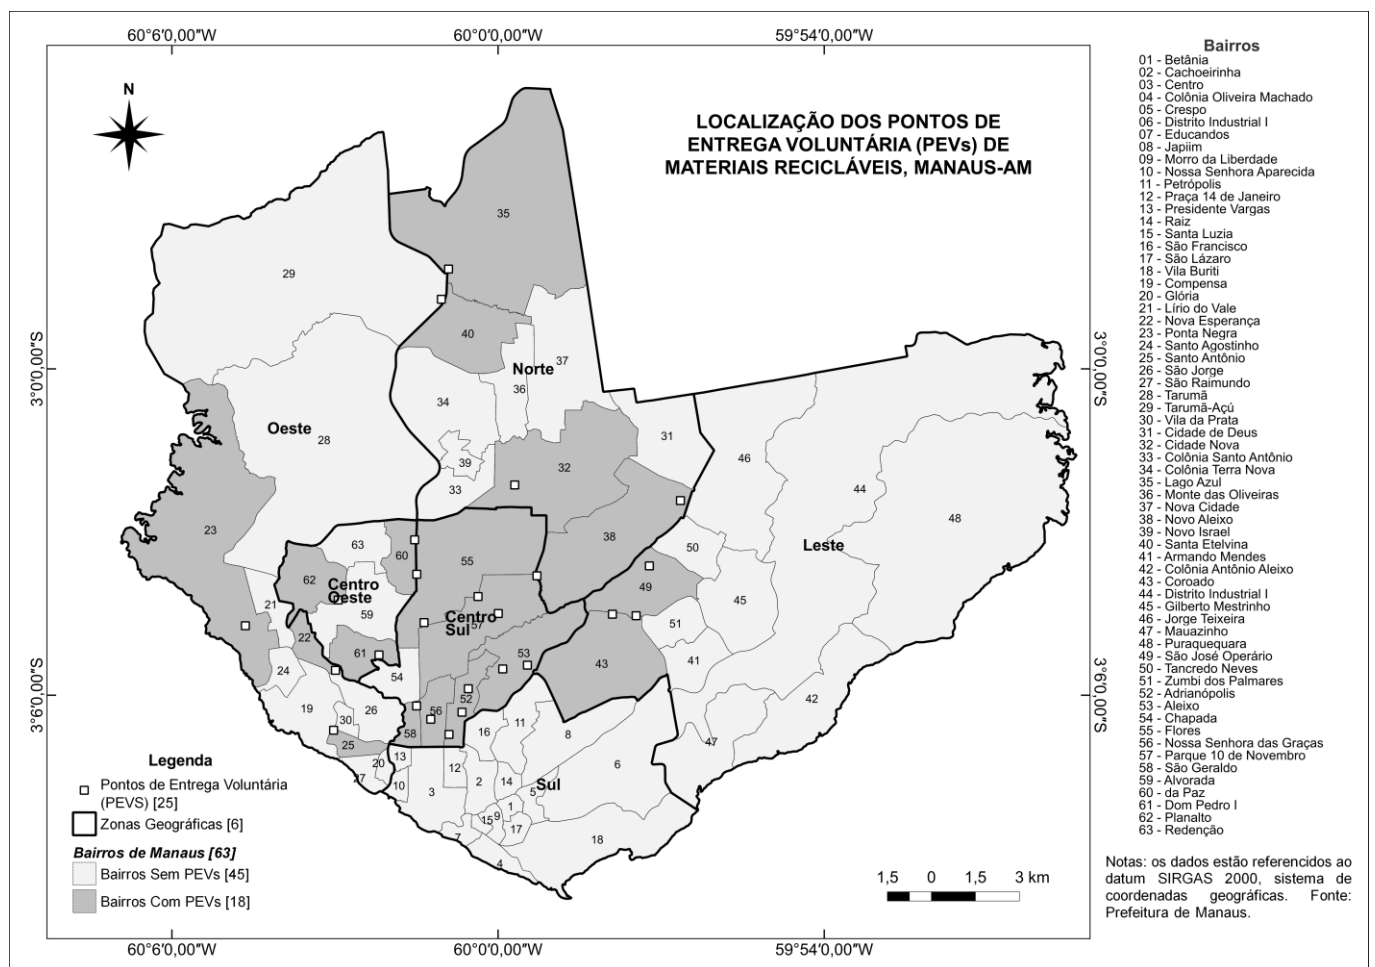 60°6'0,00"W
60°0'0,00"W
59°54'0,00"W
N
LOCALIZAÇÃO DOS PONTOS DE
ENTREGA VOLUNTÁRIA (PEVs) DE
MATERIAIS RECICLÁVEIS, MANAUS-AM
Bairros
01 - Betânia
02 - Cachoeirinha
03 - Centro
04 - Colônia Oliveira Machado
05 - Crespo
06 - Distrito Industrial I
07 - Educandos
08 - Japiim
09 - Morro da Liberdade
10 - Nossa Senhora Aparecida
11 - Petrópolis
12 - Praça 14 de Janeiro
13 - Presidente Vargas
14 - Raiz
15 - Santa Luzia
16 - São Francisco
17 - São Lázaro
18 - Vila Buriti
19 - Compensa
20 - Glória
21 - Lírio do Vale
22 - Nova Esperança
23 - Ponta Negra
24 - Santo Agostinho
25 - Santo Antônio
26 - São Jorge
27 - São Raimundo
28 - Tarumã
29 - Tarumã-Açú
30 - Vila da Prata
31 - Cidade de Deus
32 - Cidade Nova
33 - Colônia Santo Antônio
34 - Colônia Terra Nova
35 - Lago Azul
36 - Monte das Oliveiras
37 - Nova Cidade
38 - Novo Aleixo
39 - Novo Israel
40 - Santa Etelvina
41 - Armando Mendes
42 - Colônia Antônio Aleixo
43 - Coroado
44 - Distrito Industrial I
45 - Gilberto Mestrinho
46 - Jorge Teixeira
47 - Mauazinho
48 - Puraquequara
49 - São José Operário
50 - Tancredo Neves
51 - Zumbi dos Palmares
52 - Adrianópolis
53 - Aleixo
54 - Chapada
55 - Flores
56 - Nossa Senhora das Graças
57 - Parque 10 de Novembro
58 - São Geraldo
59 - Alvorada
60 - da Paz
61 - Dom Pedro I
62 - Planalto
63 - Redenção
Notas: os dados estão referencidos ao
datum SIRGAS 2000, sistema de
coordenadas geográficas. Fonte:
Prefeitura de Manaus.
35
29
40
37
Norte
36
34
Oeste
28
31
46
39
32
33
44
48
23
38
Leste
63
60
55
50
62
Centro
Oeste
49
21
59
45
Centro
57
Sul
51
22
61
53
43
41
24
54
52
42
19
30
26
56
58
11
16
8
47
25
6
20
13
12
27
10
3
2
14
Sul
5
1
9
15
17
7
18
4
3°0'0,00"S
3°6'0,00"S
3°0'0,00"S
3°6'0,00"S
Legenda
Pontos de Entrega Voluntária
(PEVS) [25]
Zonas Geográficas [6]
Bairros de Manaus [63]
Bairros Sem PEVs [45]
Bairros Com PEVs [18]
1,5 0 1,5 3 km
60°6'0,00"W
60°0'0,00"W
59°54'0,00"W